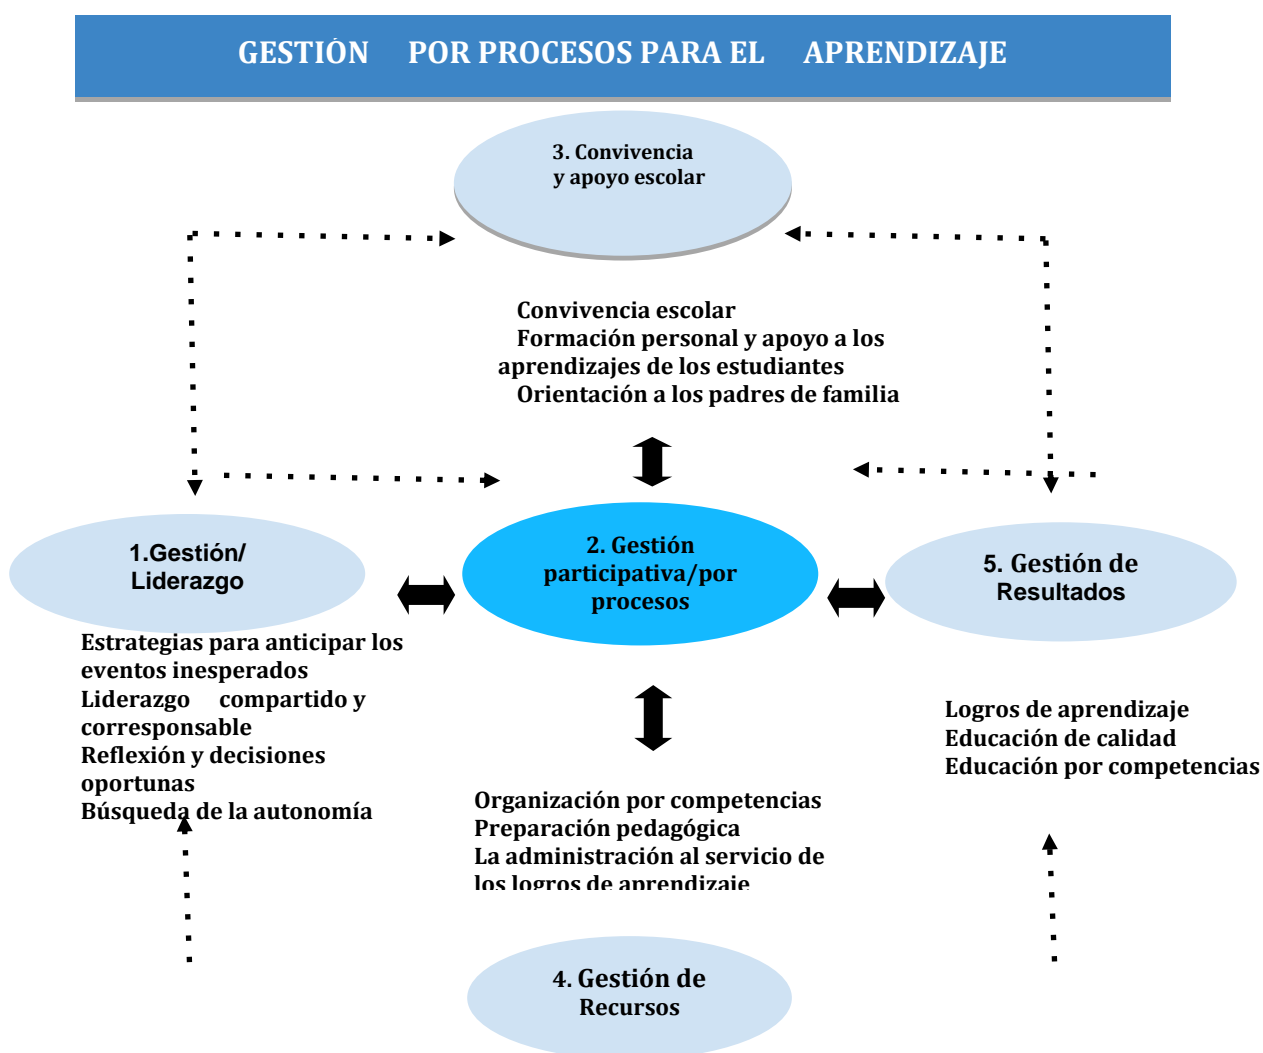 GESTIÓN POR PROCESOS PARA EL APRENDIZAJE
3. Convivencia
y apoyo escolar
Convivencia escolar
Formación personal y apoyo a los
aprendizajes de los estudiantes
Orientación a los padres de familia
1.Gestión/
Liderazgo
Estrategias para anticipar los
eventos inesperados
Liderazgo compartido y
corresponsable
Reflexión y decisiones
oportunas
Búsqueda de la autonomía
2. Gestión
participativa/por
procesos
Organización por competencias
Preparación pedagógica
La administración al servicio de
los logros de aprendizaje
5. Gestión de
Resultados
Logros de aprendizaje
Educación de calidad
Educación por competencias
4. Gestión de
Recursos